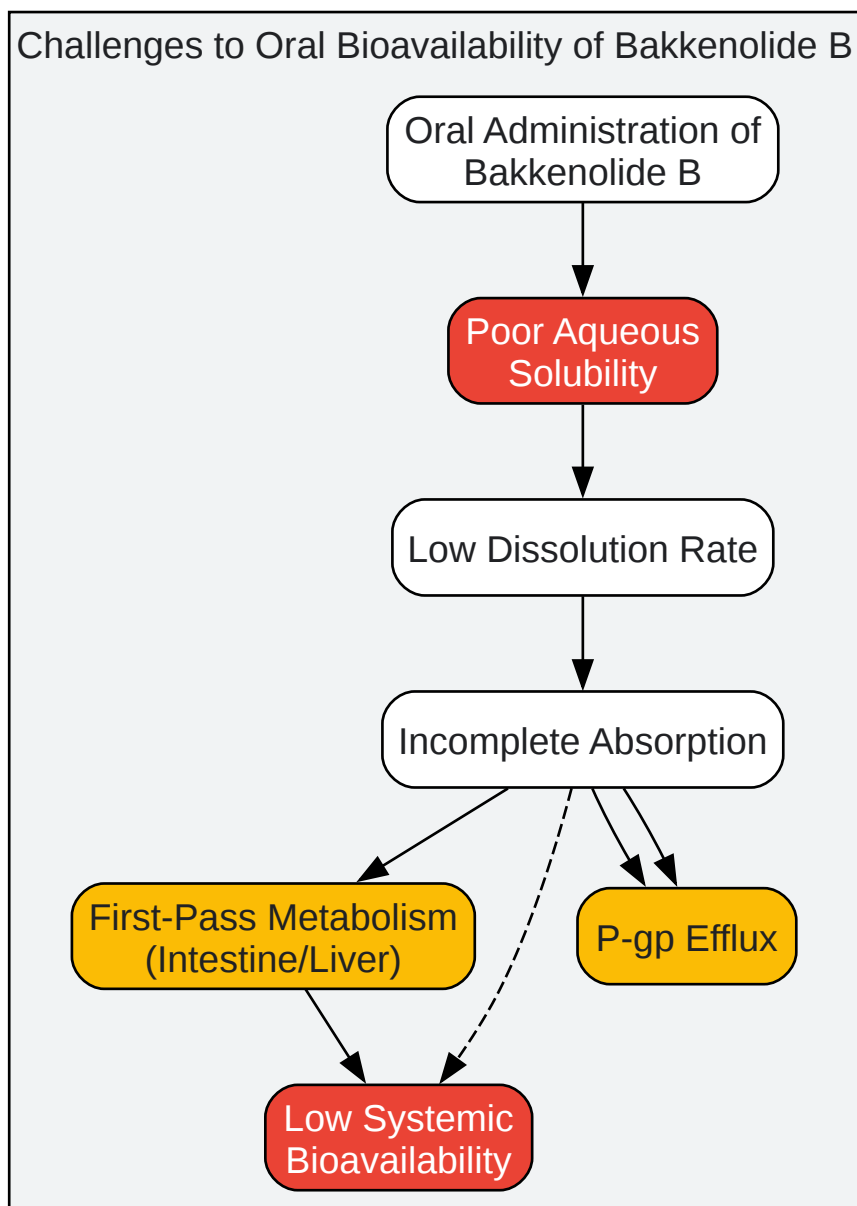 Challenges to Oral Bioavailability of Bakkenolide B
Oral Administration of
Bakkenolide B
Poor Aqueous
Solubility
Low Dissolution Rate
Incomplete Absorption
First-Pass Metabolism
(Intestine/Liver)
P-gp Efflux
Low Systemic
Bioavailability